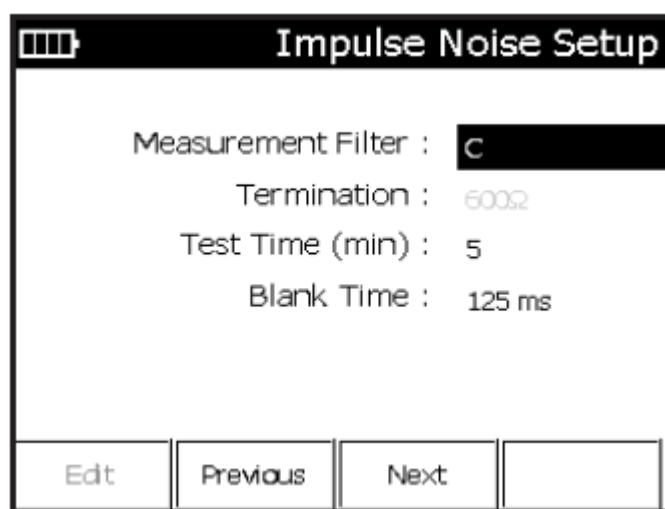 Impulse Noise Setup
Measurement Filter : C
Termination : 600Ω
Test Time (min) : 5
Blank Time : 125 ms
Edit Previous Next